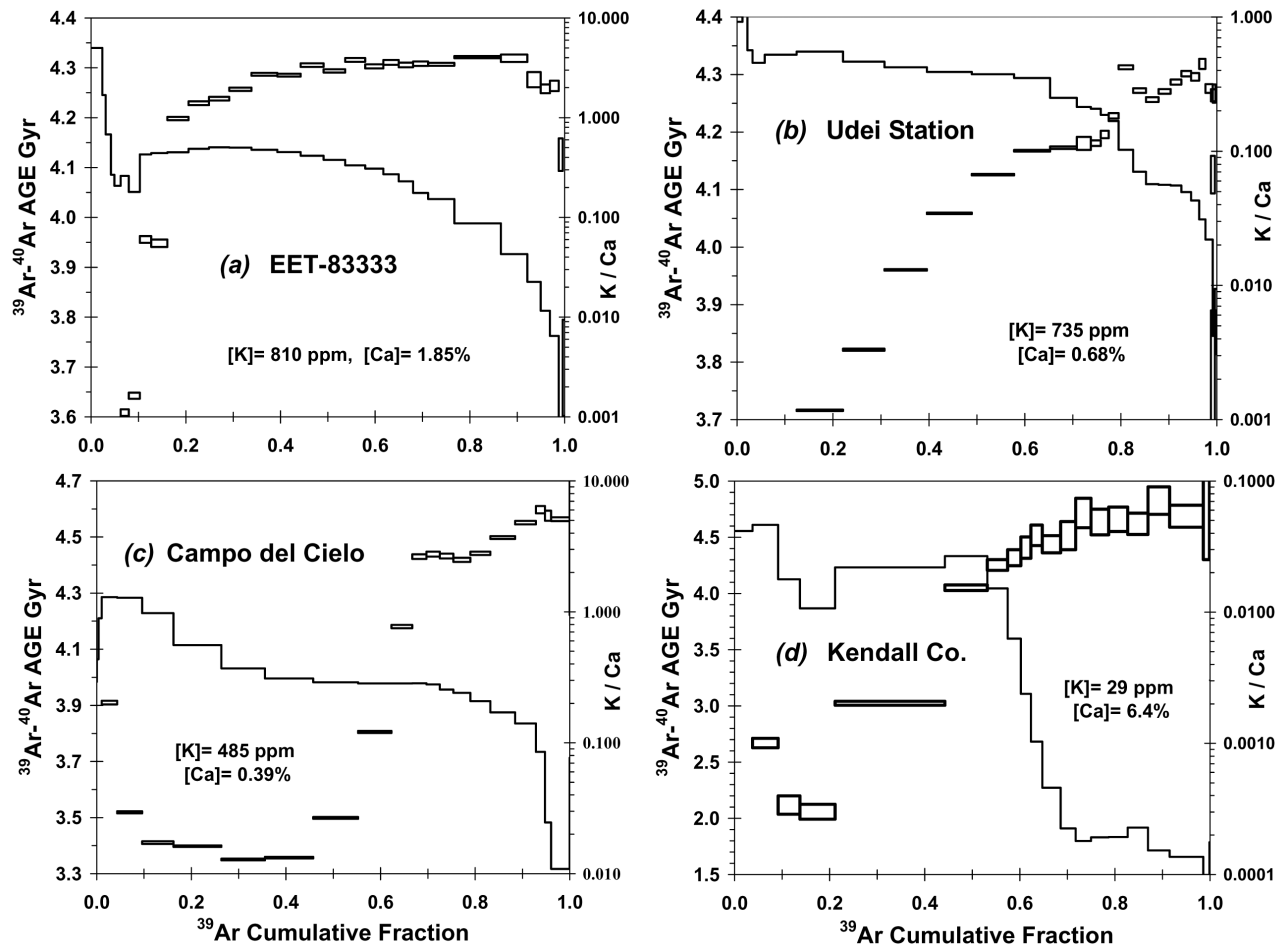 4.4
4.3
4.2
4.1
4.0
3.9
3.8
3.7
3.6
³⁹Ar-⁴⁰Ar AGE Gyr
(a) EET-83333
[K]= 810 ppm, [Ca]= 1.85%
10.000
1.000
0.100
0.010
0.001
K / Ca
0.0 0.2 0.4 0.6 0.8 1.0
4.4
4.3
4.2
4.1
4.0
3.9
3.8
3.7
³⁹Ar-⁴⁰Ar AGE Gyr
(b) Udei Station
[K]= 735 ppm
[Ca]= 0.68%
1.000
0.100
0.010
0.001
K / Ca
0.0 0.2 0.4 0.6 0.8 1.0
4.7
4.5
4.3
4.1
3.9
3.7
3.5
3.3
³⁹Ar-⁴⁰Ar AGE Gyr
(c) Campo del Cielo
[K]= 485 ppm
[Ca]= 0.39%
10.000
1.000
0.100
0.010
K / Ca
0.0 0.2 0.4 0.6 0.8 1.0
³⁹Ar Cumulative Fraction
5.0
4.5
4.0
3.5
3.0
2.5
2.0
1.5
³⁹Ar-⁴⁰Ar AGE Gyr
(d) Kendall Co.
[K]= 29 ppm
[Ca]= 6.4%
0.1000
0.0100
0.0010
0.0001
K / Ca
0.0 0.2 0.4 0.6 0.8 1.0
³⁹Ar Cumulative Fraction